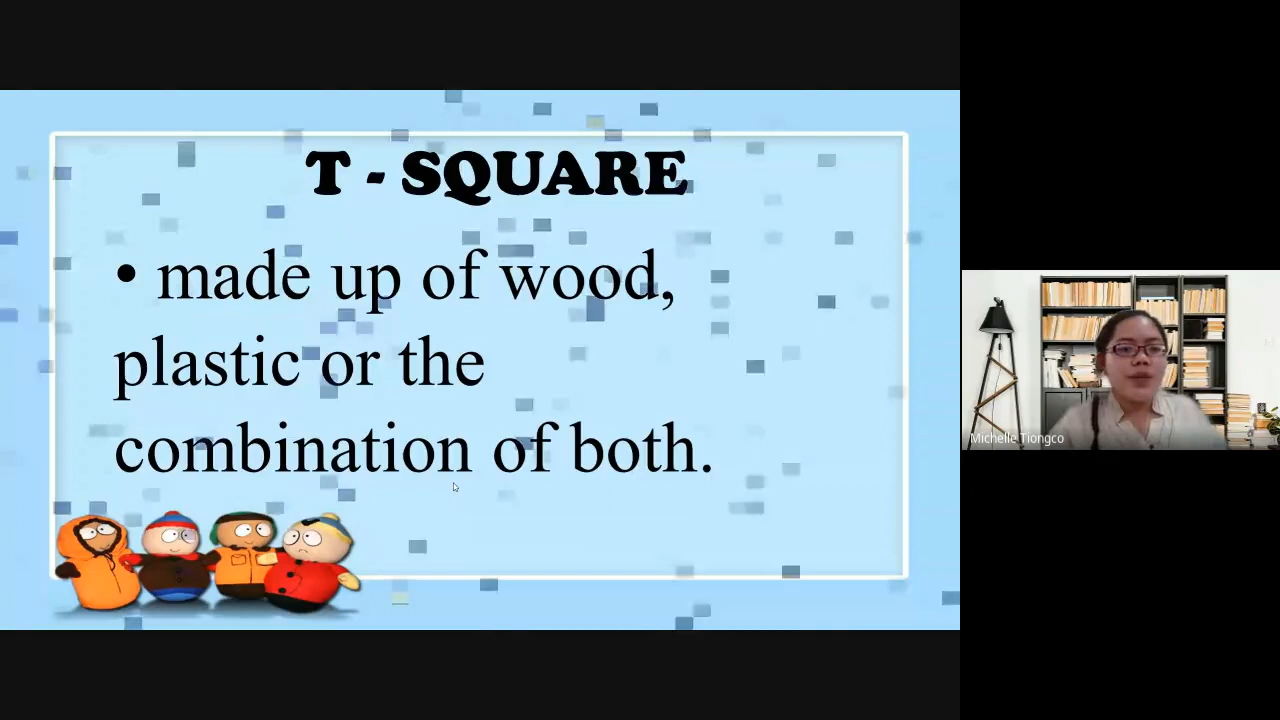 T - SQUARE
• made up of wood,
plastic or the
combination of both.
Michelle Tiongco